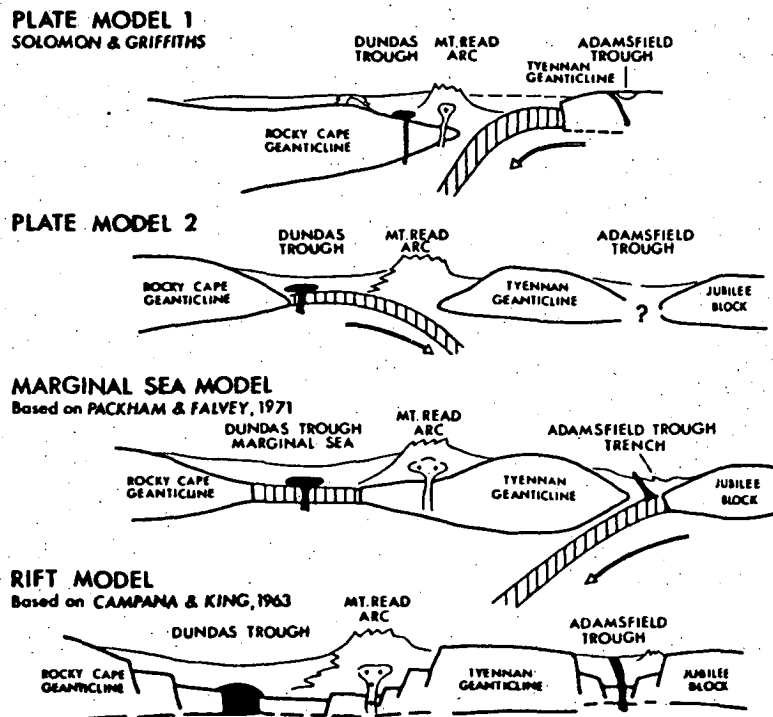 PLATE MODEL 1
SOLOMON & GRIFFITHS
DUNDAS
TROUGH
MT.READ
ARC
ADAMSFIELD
TROUGH
TYENNAN
GEANTICLINE
ROCKY CAPE
GEANTICLINE
PLATE MODEL 2
DUNDAS
TROUGH
MT.READ
ARC
ADAMSFIELD
TROUGH
ROCKY CAPE
GEANTICLINE
TYENNAN
GEANTICLINE
?
JUBILEE
BLOCK
MARGINAL SEA MODEL
Based on PACKHAM & FALVEY, 1971
DUNDAS TROUGH
MARGINAL SEA
MT.READ
ARC
ADAMSFIELD TROUGH
TRENCH
ROCKY CAPE
GEANTICLINE
TYENNAN
GEANTICLINE
JUBILEE
BLOCK
RIFT MODEL
Based on CAMPANA & KING, 1963
DUNDAS TROUGH
MT.READ
ARC
ADAMSFIELD
TROUGH
ROCKY CAPE
GEANTICLINE
TYENNAN
GEANTICLINE
JUBILEE
BLOCK